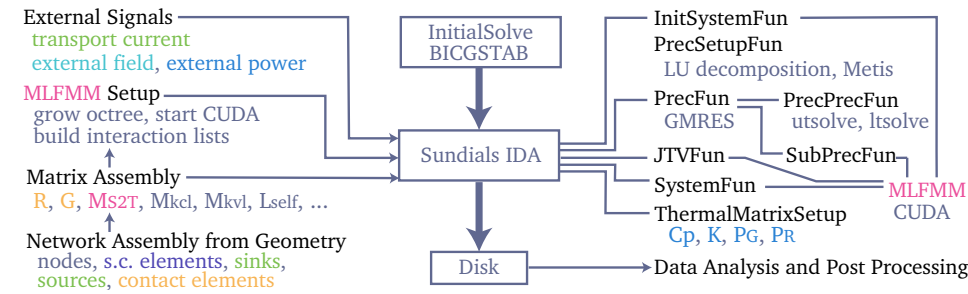 External Signals
transport current
external field, external power
MLFMM Setup
grow octree, start CUDA
build interaction lists
Matrix Assembly
R, G, MS2T, Mkcl, Mkvl, Lself, ...
Network Assembly from Geometry
nodes, s.c. elements, sinks,
sources, contact elements
InitialSolve
BICGSTAB
Sundials IDA
Disk
InitSystemFun
PrecSetupFun
LU decomposition, Metis
PrecFun
GMRES
PrecPrecFun
utsolve, ltsolve
JTVFun
SubPrecFun
SystemFun
MLFMM
CUDA
ThermalMatrixSetup
Cp, K, PG, PR
Data Analysis and Post Processing